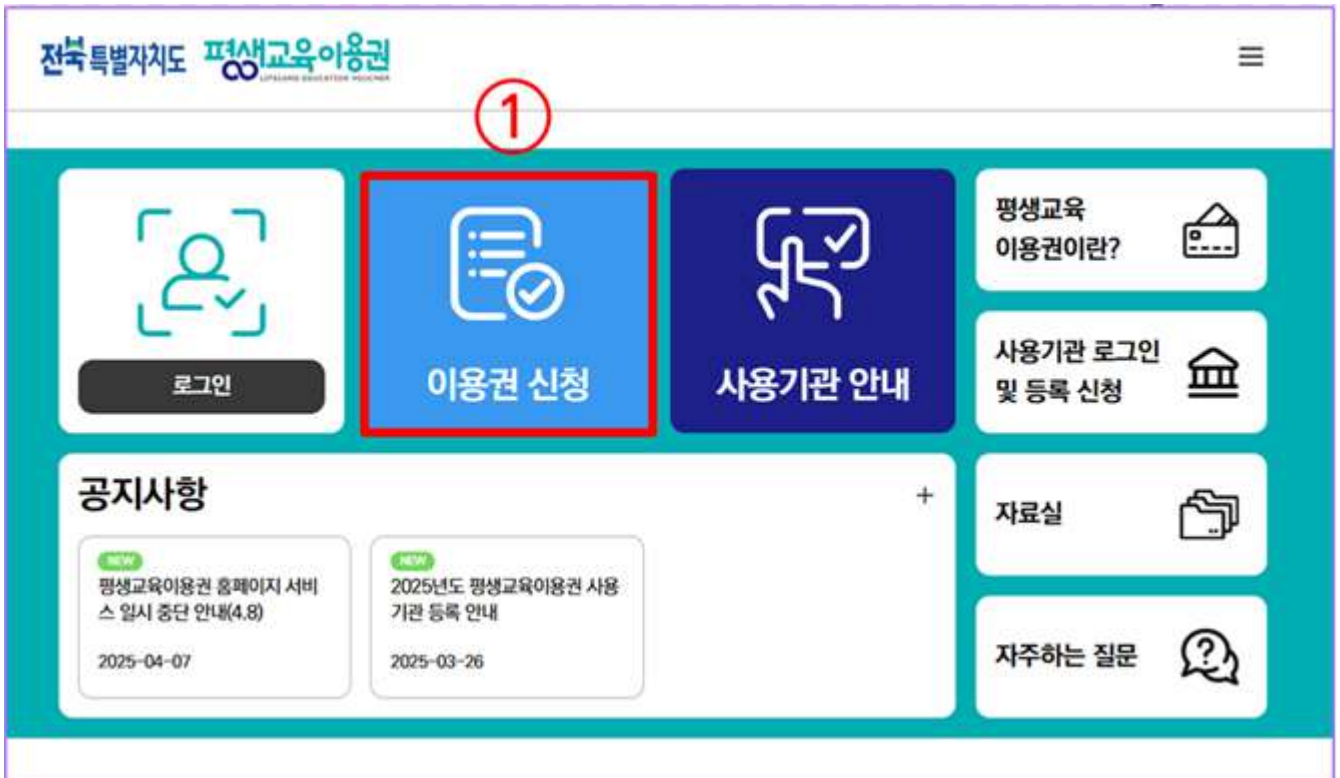 전북특별자치도 평생교육이용권
LIFELONG EDUCATION VOUCHER
①
로그인
이용권 신청
사용기관 안내
평생교육
이용권이란?
사용기관 로그인
및 등록 신청
자료실
자주하는 질문
공지사항
+
NEW
평생교육이용권 홈페이지 서비
스 일시 중단 안내(4.8)
2025-04-07
NEW
2025년도 평생교육이용권 사용
기관 등록 안내
2025-03-26